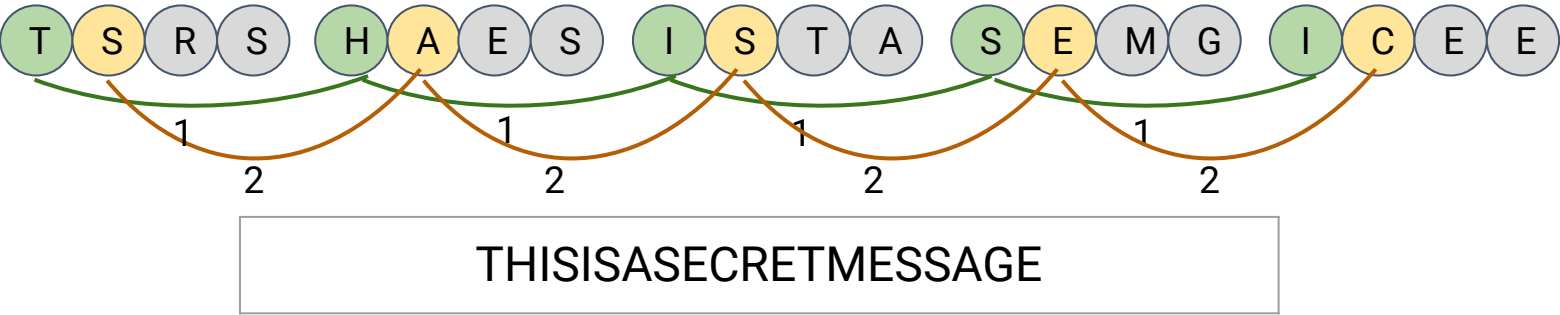 T S R S H A E S I S T A S E M G I C E E
1 1 1 1
2 2 2 2
THISISASECRETMESSAGE